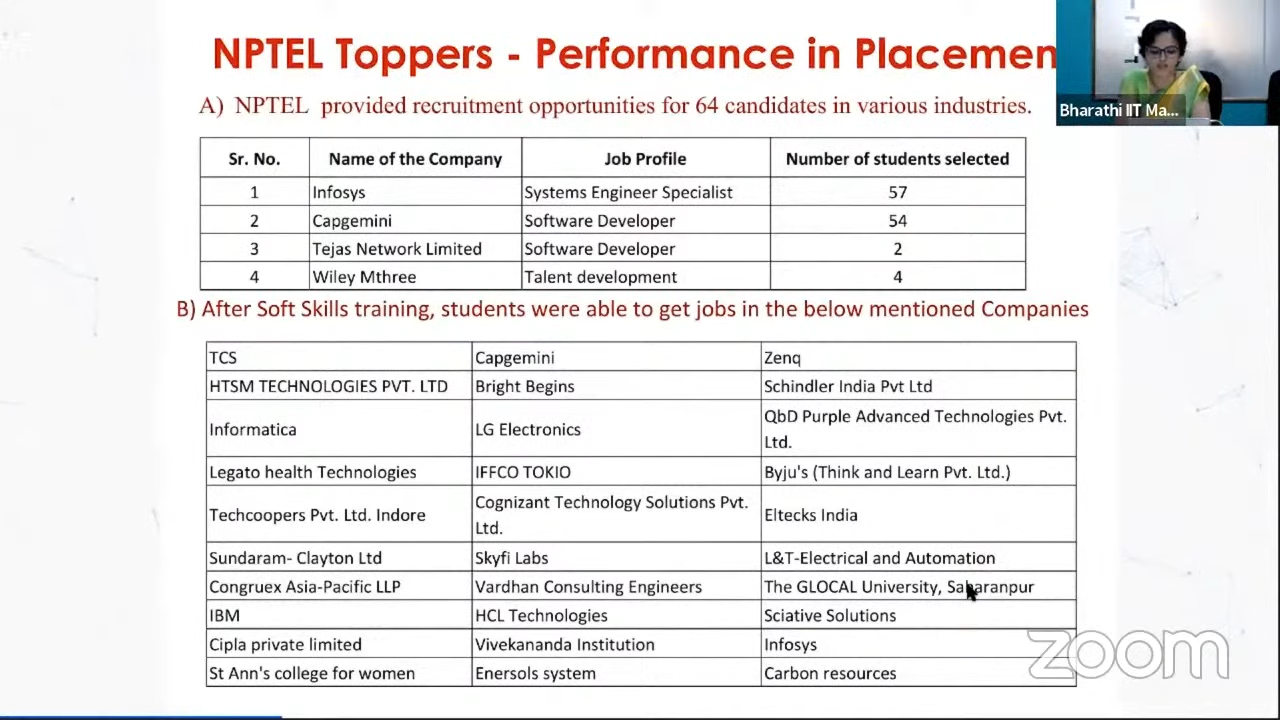 NPTEL Toppers - Performance in Placemen
Bharathi IIT Ma...
A) NPTEL provided recruitment opportunities for 64 candidates in various industries.
Sr. No. Name of the Company Job Profile Number of students selected
1 Infosys Systems Engineer Specialist 57
2 Capgemini Software Developer 54
3 Tejas Network Limited Software Developer 2
4 Wiley Mthree Talent development 4
B) After Soft Skills training, students were able to get jobs in the below mentioned Companies
TCS Capgemini Zenq
HTSM TECHNOLOGIES PVT. LTD Bright Begins Schindler India Pvt Ltd
Informatica LG Electronics QbD Purple Advanced Technologies Pvt.
Ltd.
Legato health Technologies IFFCO TOKIO Byju's (Think and Learn Pvt. Ltd.)
Techcoopers Pvt. Ltd. Indore Cognizant Technology Solutions Pvt.
Ltd. Eltecks India
Sundaram- Clayton Ltd Skyfi Labs L&T-Electrical and Automation
Congruex Asia-Pacific LLP Vardhan Consulting Engineers The GLOCAL University, Saharanpur
IBM HCL Technologies Sciative Solutions
Cipla private limited Vivekananda Institution Infosys
St Ann's college for women Enersols system Carbon resources
zoom